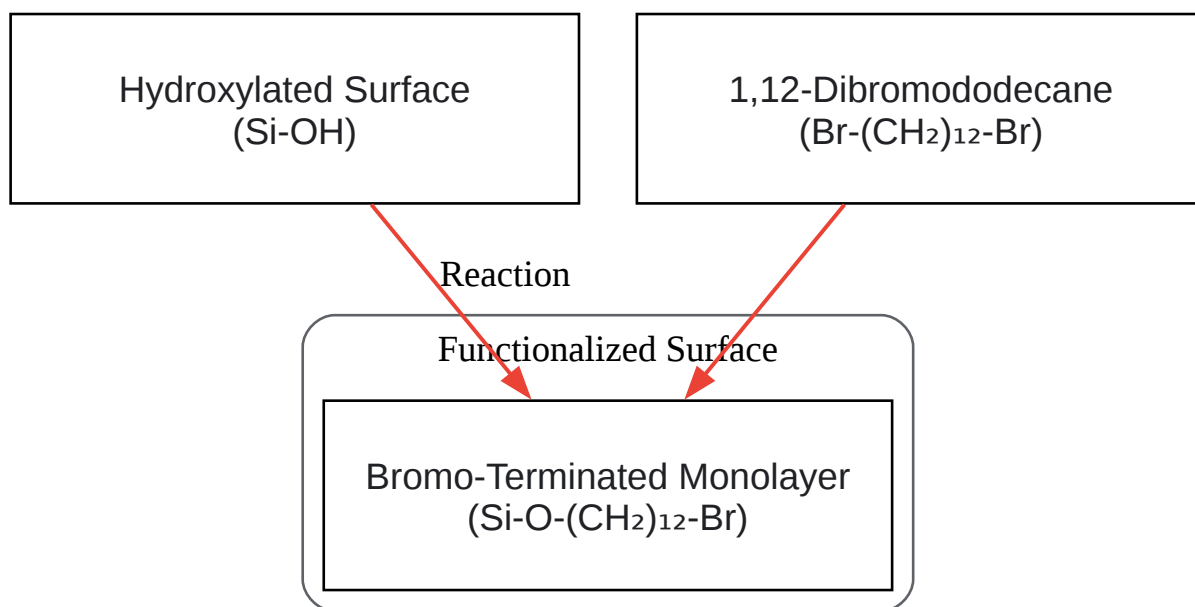 Hydroxylated Surface
(Si-OH)
1,12-Dibromododecane
(Br-(CH₂)₁₂-Br)
Reaction
Functionalized Surface
Bromo-Terminated Monolayer
(Si-O-(CH₂)₁₂-Br)